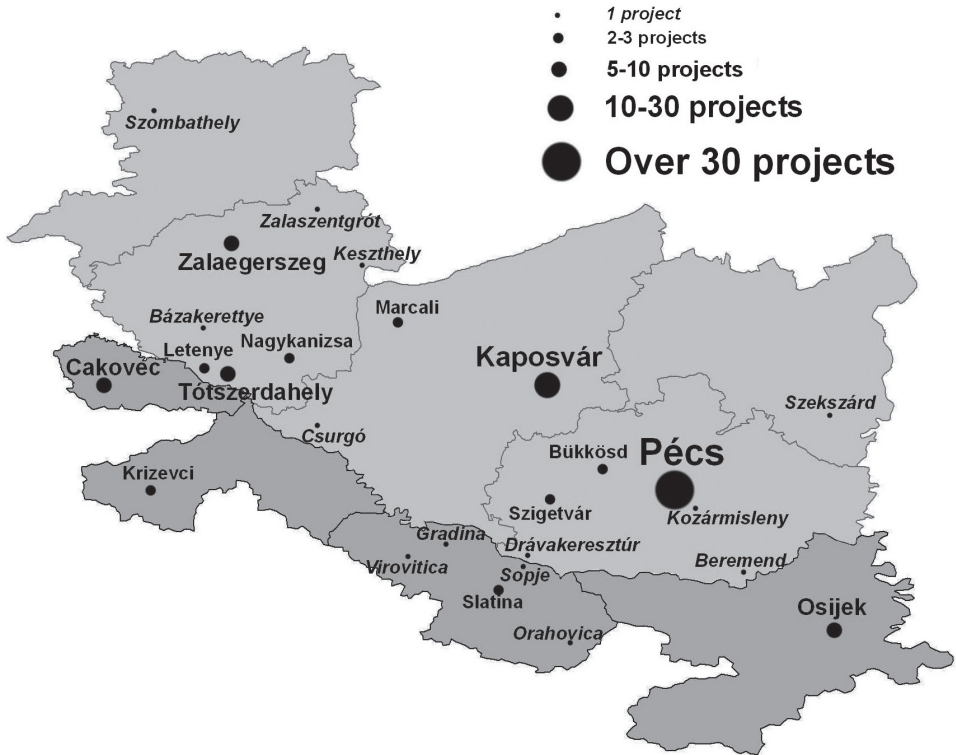 1 project
2-3 projects
5-10 projects
10-30 projects
Over 30 projects
Szombathely
Zalaszentgrót
Zalaegerszeg
Keszthely
Marcali
Bázakerettye
Nagykanizsa
Letenye
Kaposvár
Cakovec
Tótszerdahely
Szekszárd
Csurgó
Bükkösd
Pécs
Krizevci
Szigetvár
Kozármisleny
Gradina
Drávakeresztúr
Beremend
Virovitica
Sopje
Slatina
Osijek
Orahovica